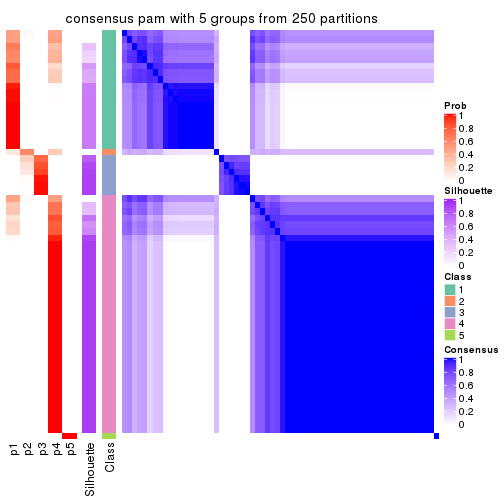 consensus pam with 5 groups from 250 partitions
Prob
1
0.8
0.6
0.4
0.2
0
Silhouette
1
0.8
0.6
0.4
0.2
0
Class
1
2
3
4
5
Consensus
1
0.8
0.6
0.4
0.2
0
p1
p2
p3
p4
p5
Silhouette
Class